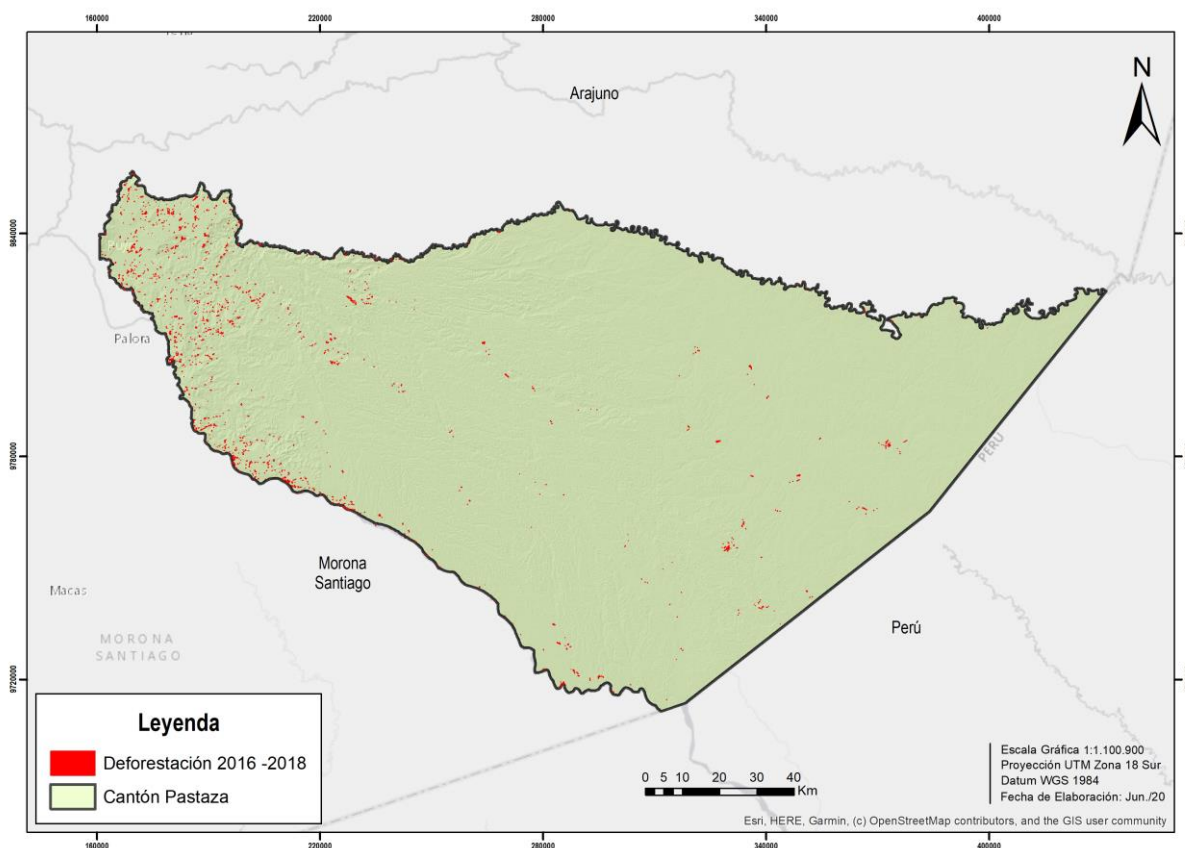 160000 220000 280000 340000 400000
Arajuno
N
9840000
Palora
9780000
PERU
Morona
Santiago
Macas
MORONA
SANTIAGO
Perú
9720000
Leyenda
Deforestación 2016 -2018
Cantón Pastaza
0 5 10 20 30 40
Km
Escala Gráfica 1:1.100.900
Proyección UTM Zona 18 Sur
Datum WGS 1984
Fecha de Elaboración: Jun./20
Esri, HERE, Garmin, (c) OpenStreetMap contributors, and the GIS user community
160000 220000 280000 340000 400000